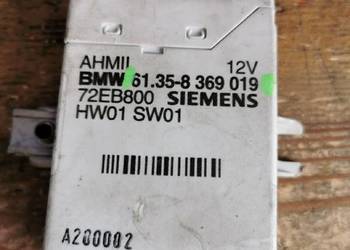 AHMII 12V
BMW 61.35-8 369 019
72EB800 SIEMENS
HW01 SW01
A200002